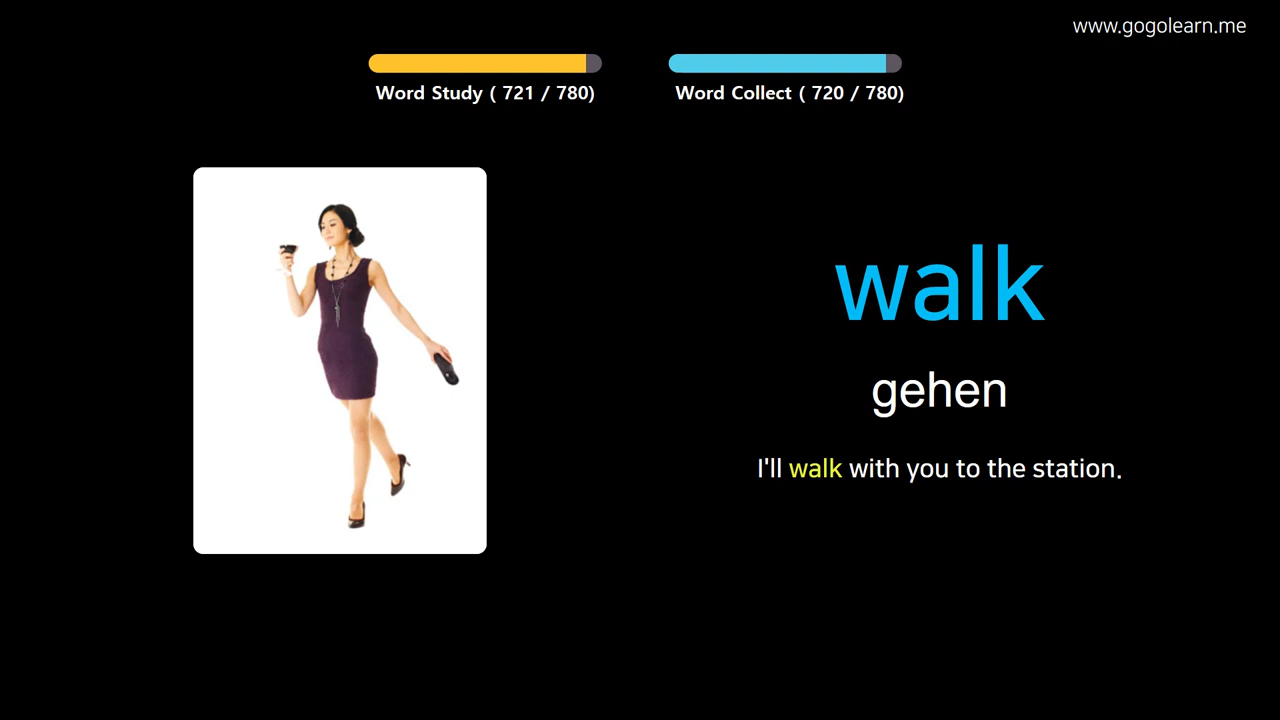 www.gogolearn.me
Word Study ( 721 / 780)
Word Collect ( 720 / 780)
walk
gehen
I'll walk with you to the station.